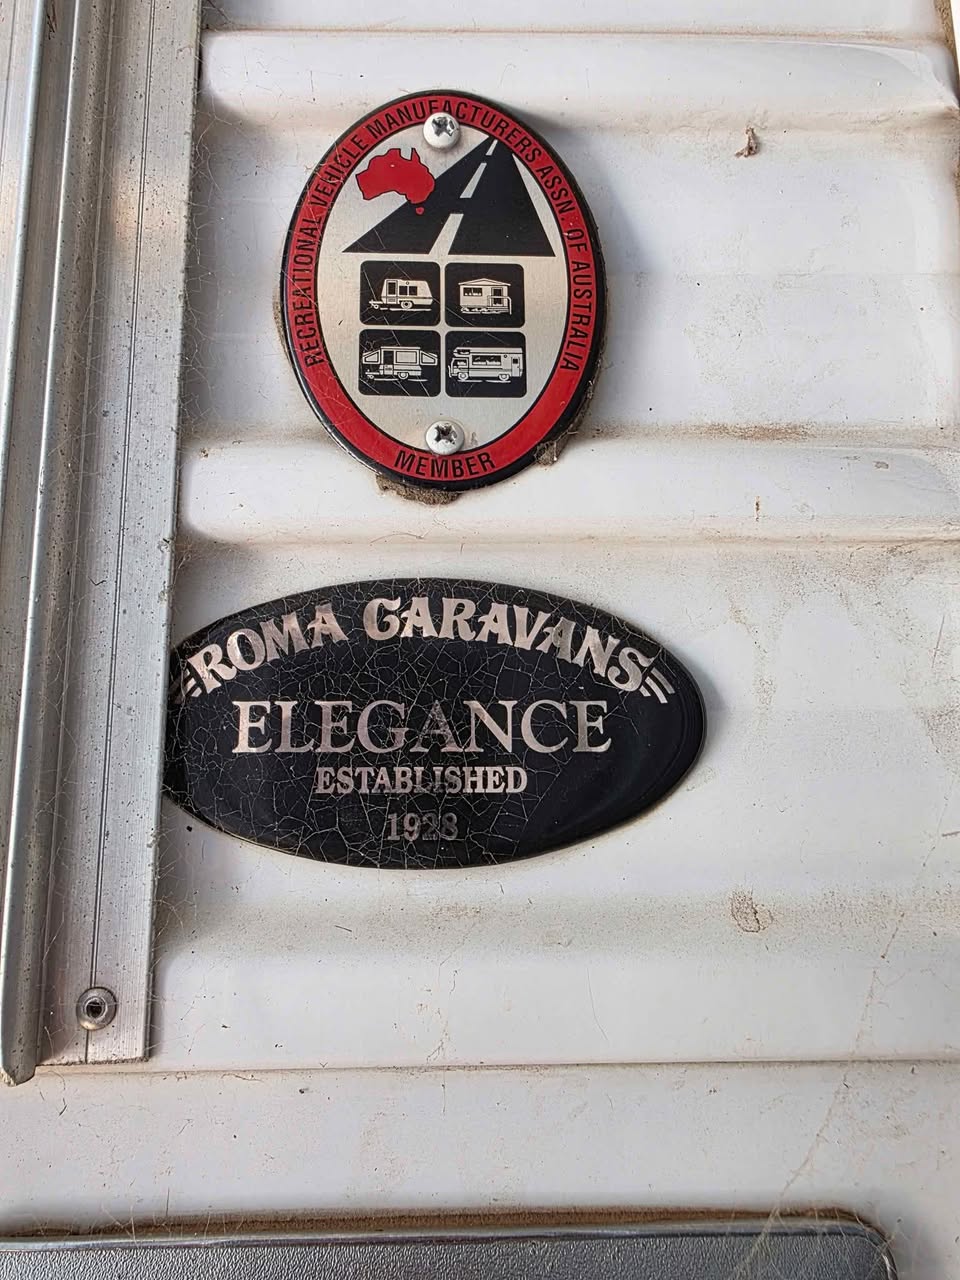 RECREATIONAL VEHICLE MANUFACTURERS ASSN. OF AUSTRALIA
MEMBER
ROMA CARAVANS
ELEGANCE
ESTABLISHED
1928